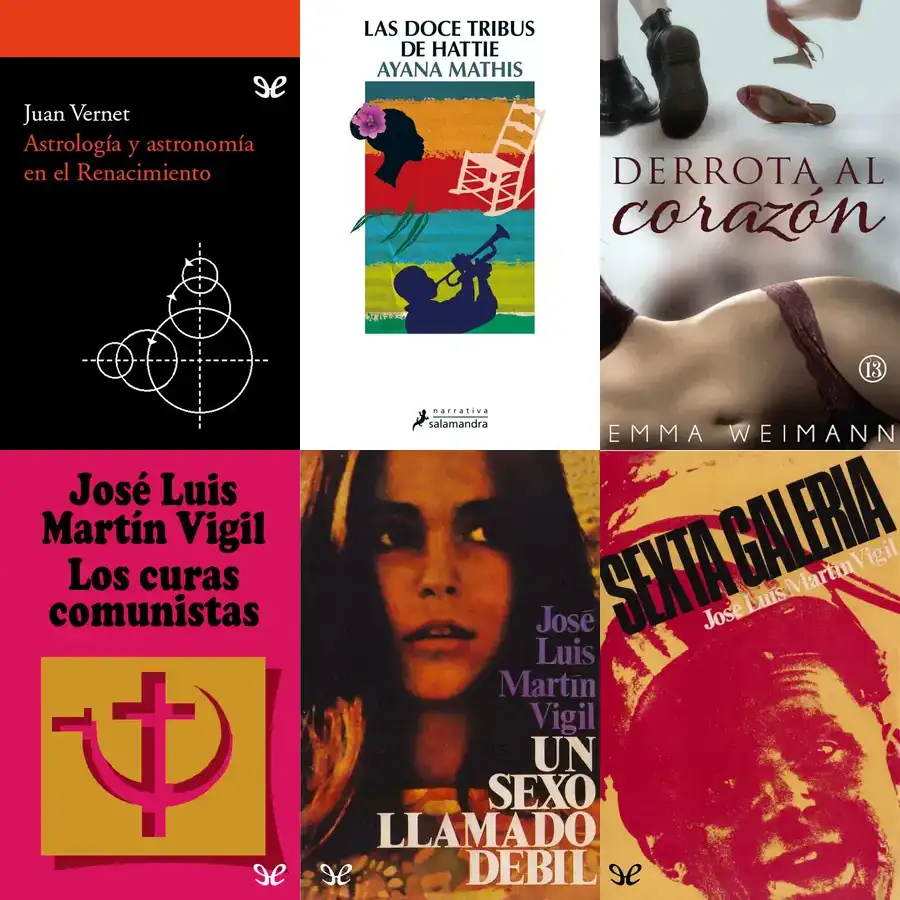 Juan Vernet
Astrología y astronomía
en el Renacimiento
LAS DOCE TRIBUS
DE HATTIE
AYANA MATHIS
narrativa
salamandra
DERROTA AL
corazón
13
EMMA WEIMANN
José Luis
Martín Vigil
Los curas
comunistas
José
Luis
Martín
Vigil
UN
SEXO
LLAMADO
DEBIL
SEXTA GALERIA
José Luis Martín Vigil